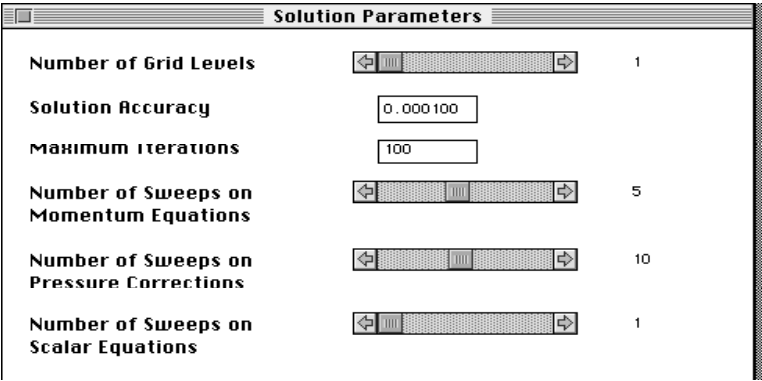 Solution Parameters
Number of Grid Levels 1
Solution Accuracy 0.000100
Maximum Iterations 100
Number of Sweeps on 5
Momentum Equations
Number of Sweeps on 10
Pressure Corrections
Number of Sweeps on 1
Scalar Equations